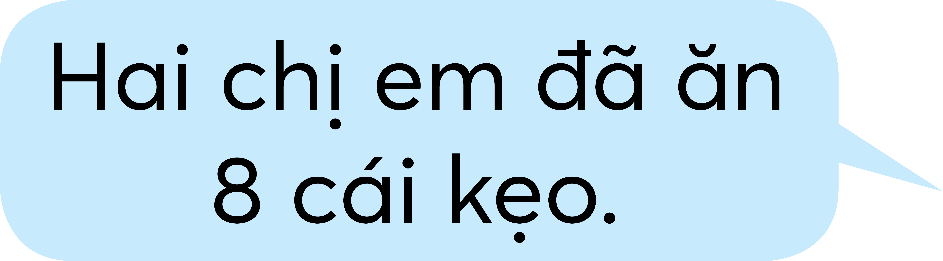 Hai chị em đã ăn
8 cái kẹo.